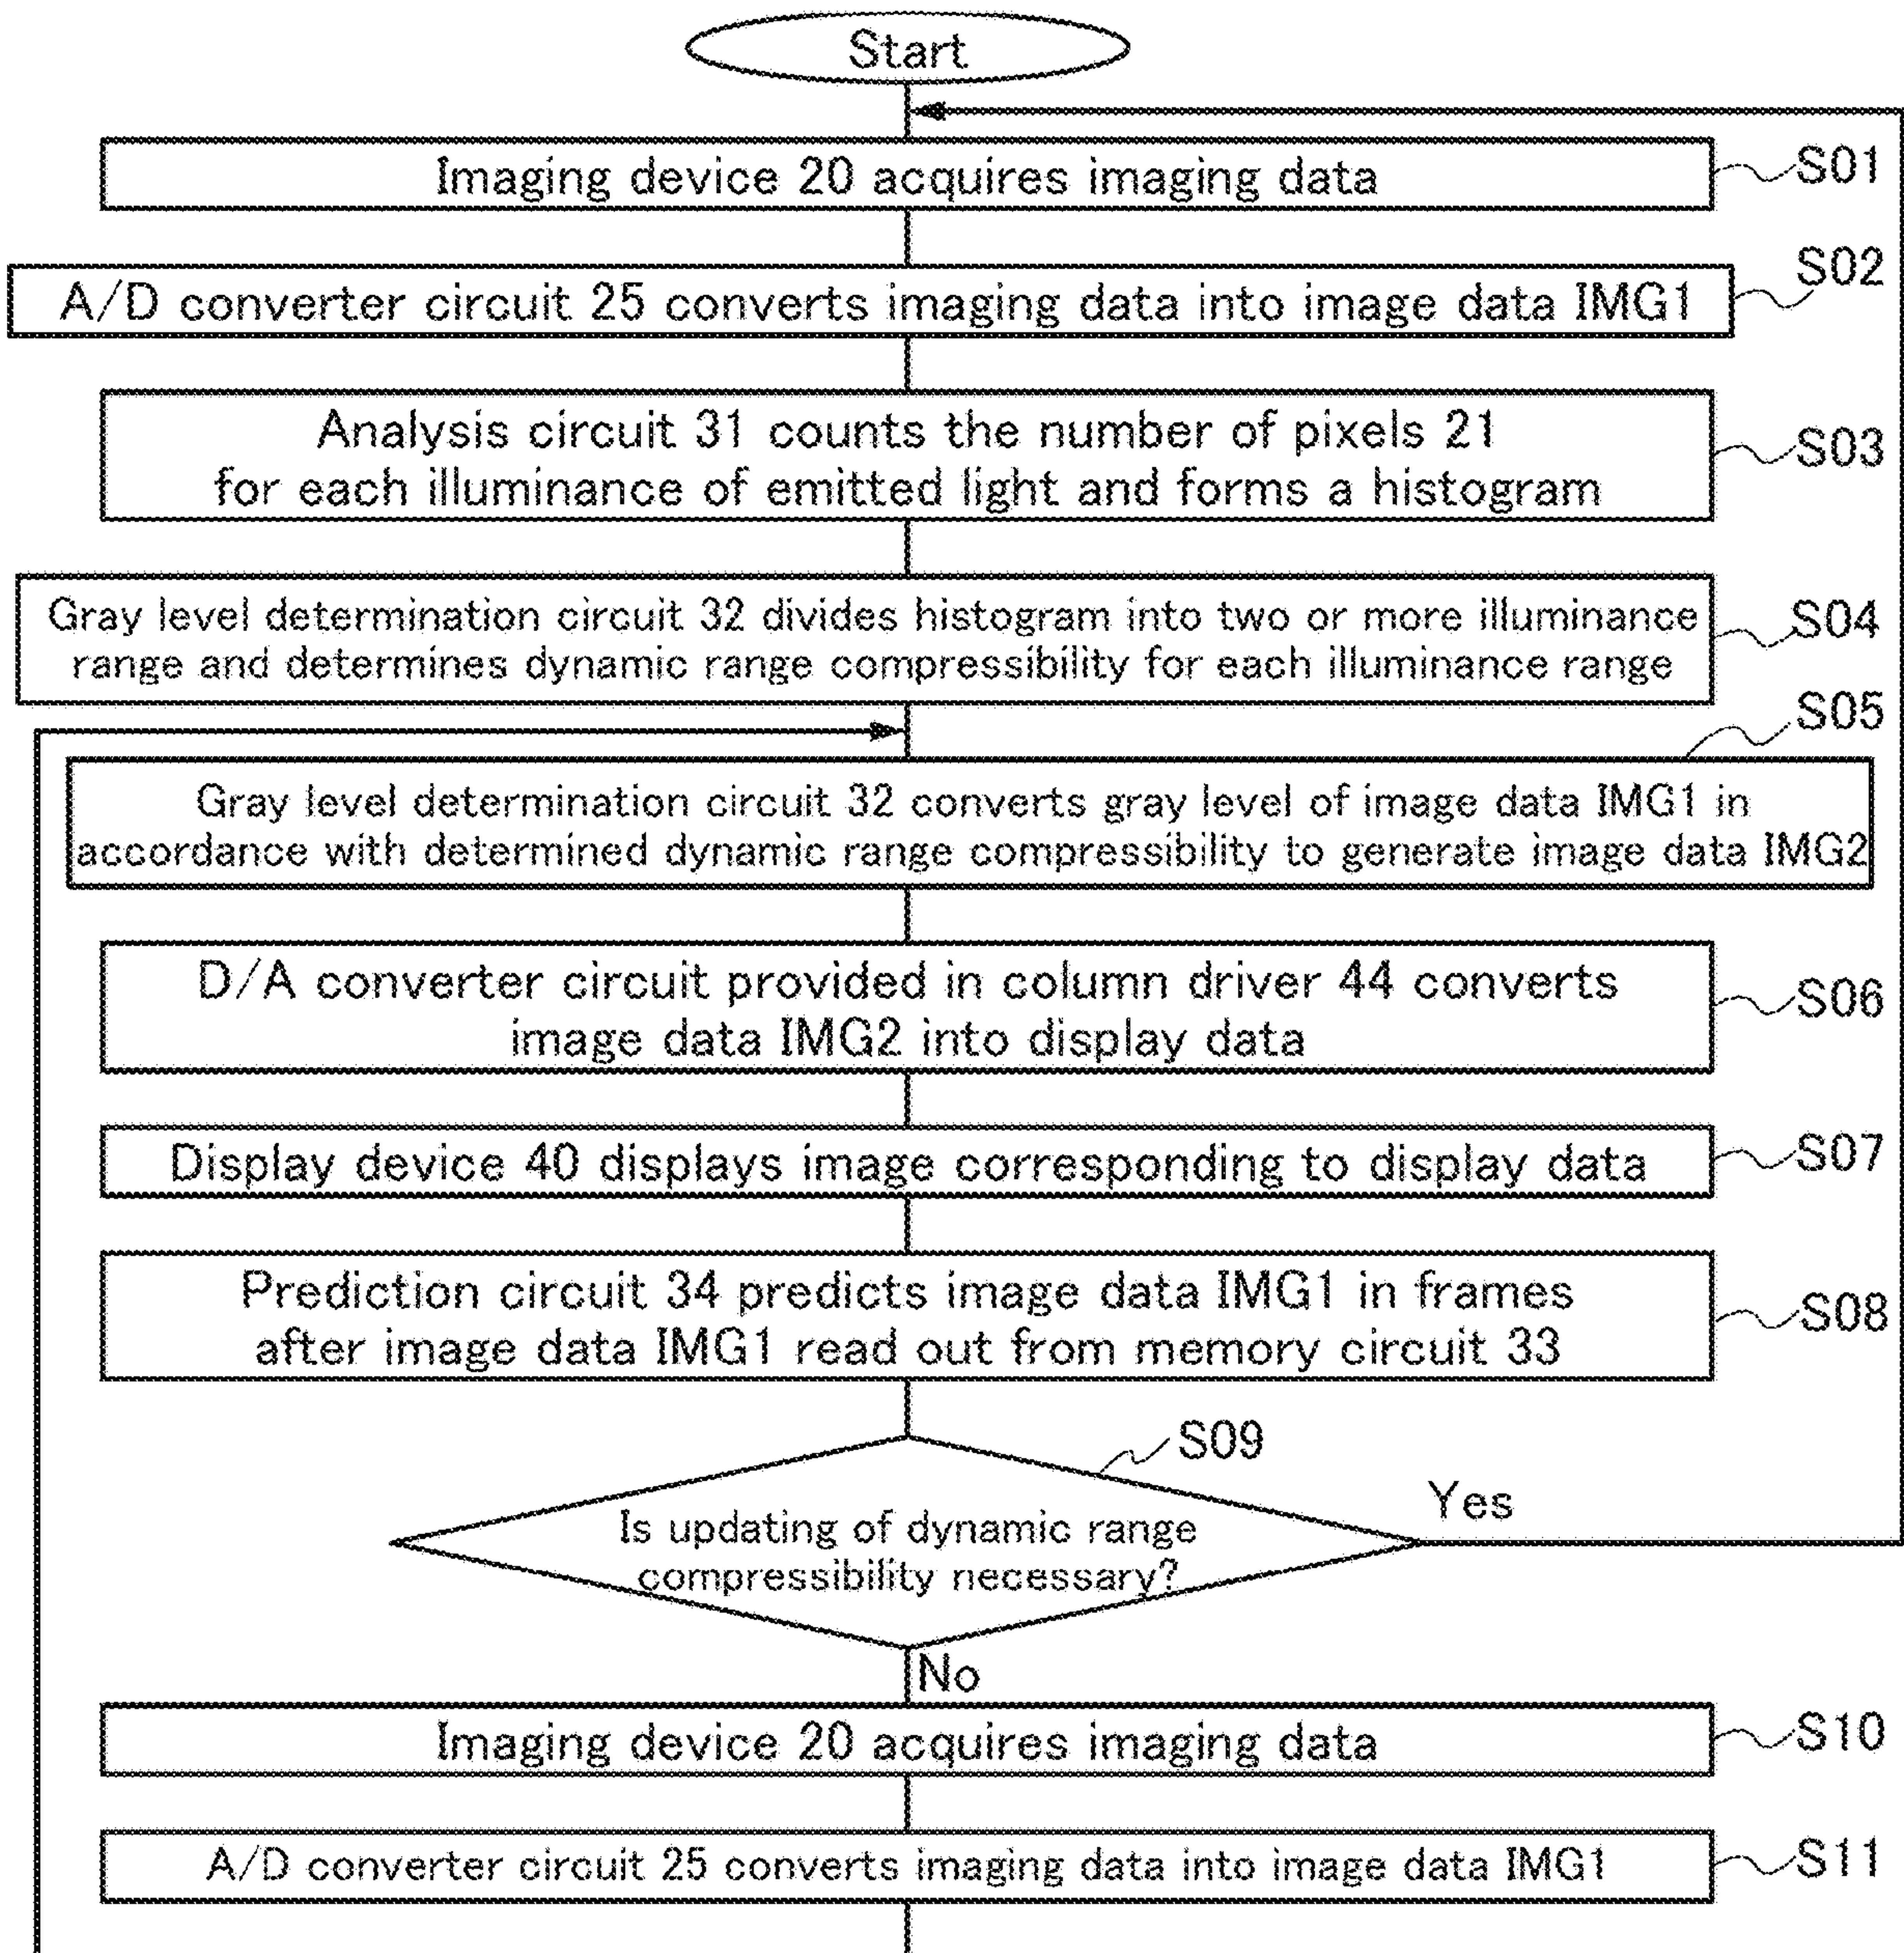 Start
Imaging device 20 acquires imaging data
S01
A/D converter circuit 25 converts imaging data into image data IMG1
S02
Analysis circuit 31 counts the number of pixels 21
for each illuminance of emitted light and forms a histogram
S03
Gray level determination circuit 32 divides histogram into two or more illuminance
range and determines dynamic range compressibility for each illuminance range
S04
S05
Gray level determination circuit 32 converts gray level of image data IMG1 in
accordance with determined dynamic range compressibility to generate image data IMG2
D/A converter circuit provided in column driver 44 converts
image data IMG2 into display data
S06
Display device 40 displays image corresponding to display data
S07
Prediction circuit 34 predicts image data IMG1 in frames
after image data IMG1 read out from memory circuit 33
S08
S09
Is updating of dynamic range
compressibility necessary?
Yes
No
Imaging device 20 acquires imaging data
S10
A/D converter circuit 25 converts imaging data into image data IMG1
S11